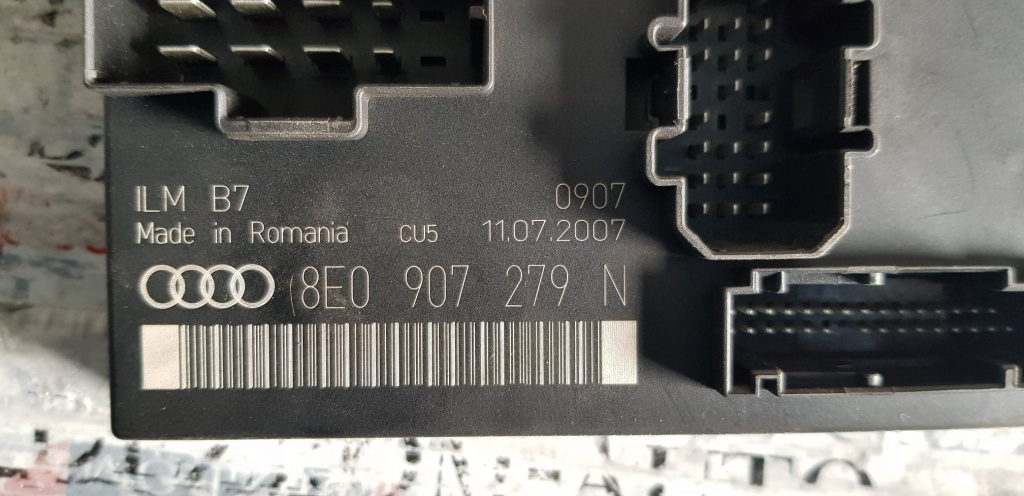 ILM B7 0907
Made in Romania CU5 11.07.2007
(8E0 907 279 N